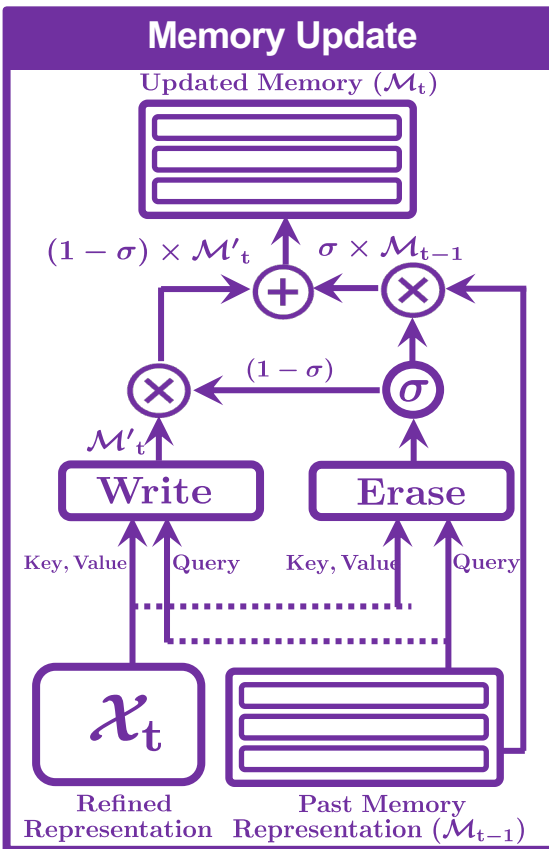 Memory Update
Updated Memory (ℳₜ)
(1 − σ) × ℳ′ₜ
σ × ℳₜ₋₁
+
×
×
(1 − σ)
σ
ℳ′ₜ
Write
Erase
Key, Value
Query
Key, Value
Query
𝒳ₜ
Refined
Representation
Past Memory
Representation (ℳₜ₋₁)